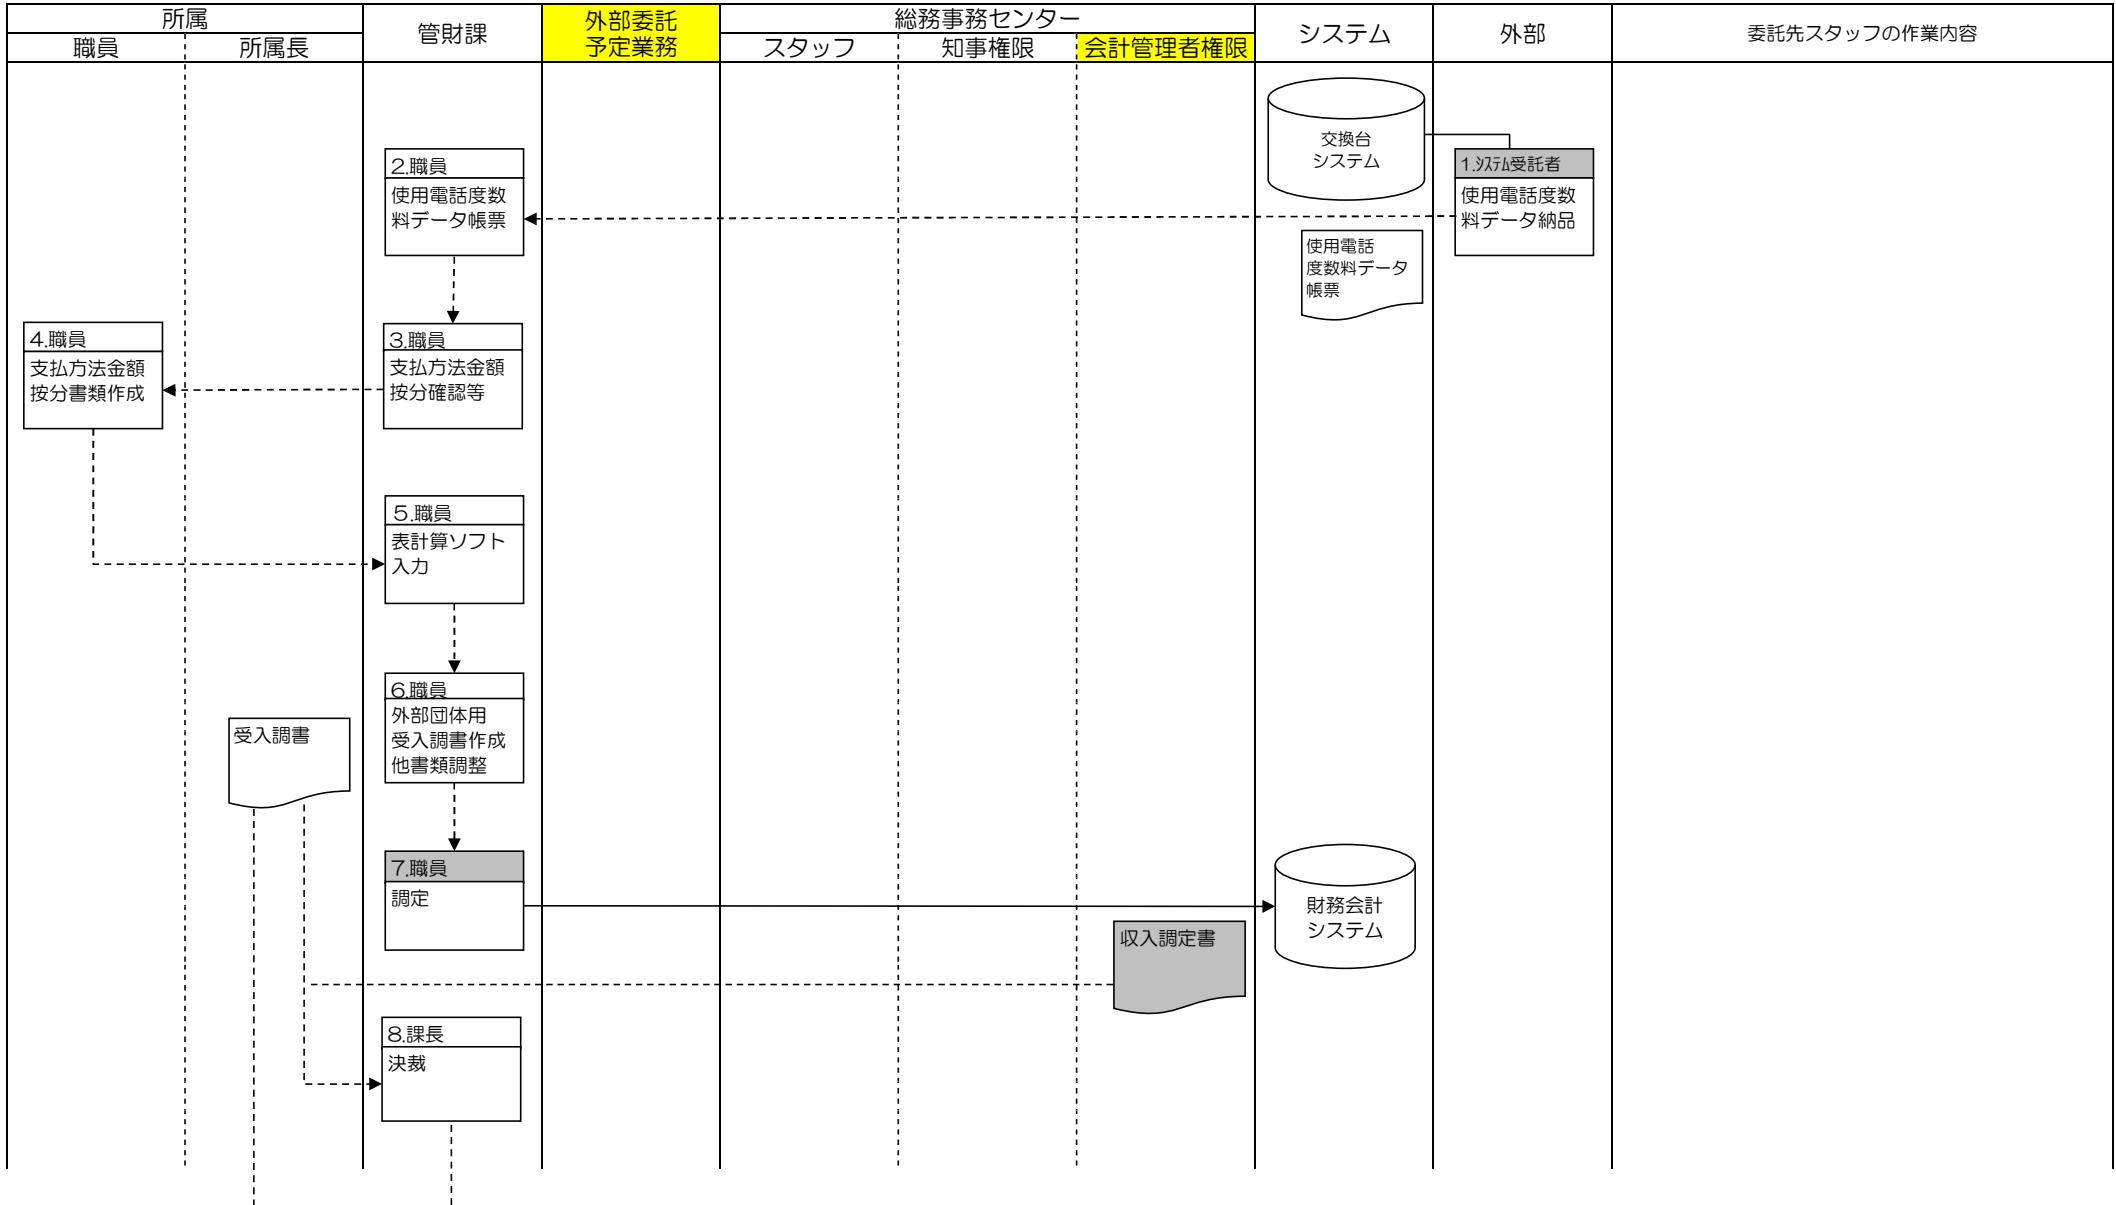 所属
総務事務センター
管財課
外部委託
予定業務
システム
外部
委託先スタッフの作業内容
職員
所属長
スタッフ
知事権限
会計管理者権限
交換台
システム
2.職員
使用電話度数
料データ帳票
1.ｼｽﾃﾑ受託者
使用電話度数
料データ納品
使用電話
度数料データ
帳票
4.職員
支払方法金額
按分書類作成
3.職員
支払方法金額
按分確認等
5.職員
表計算ソフト
入力
6.職員
外部団体用
受入調書作成
他書類調整
受入調書
7.職員
調定
財務会計
システム
収入調定書
8.課長
決裁